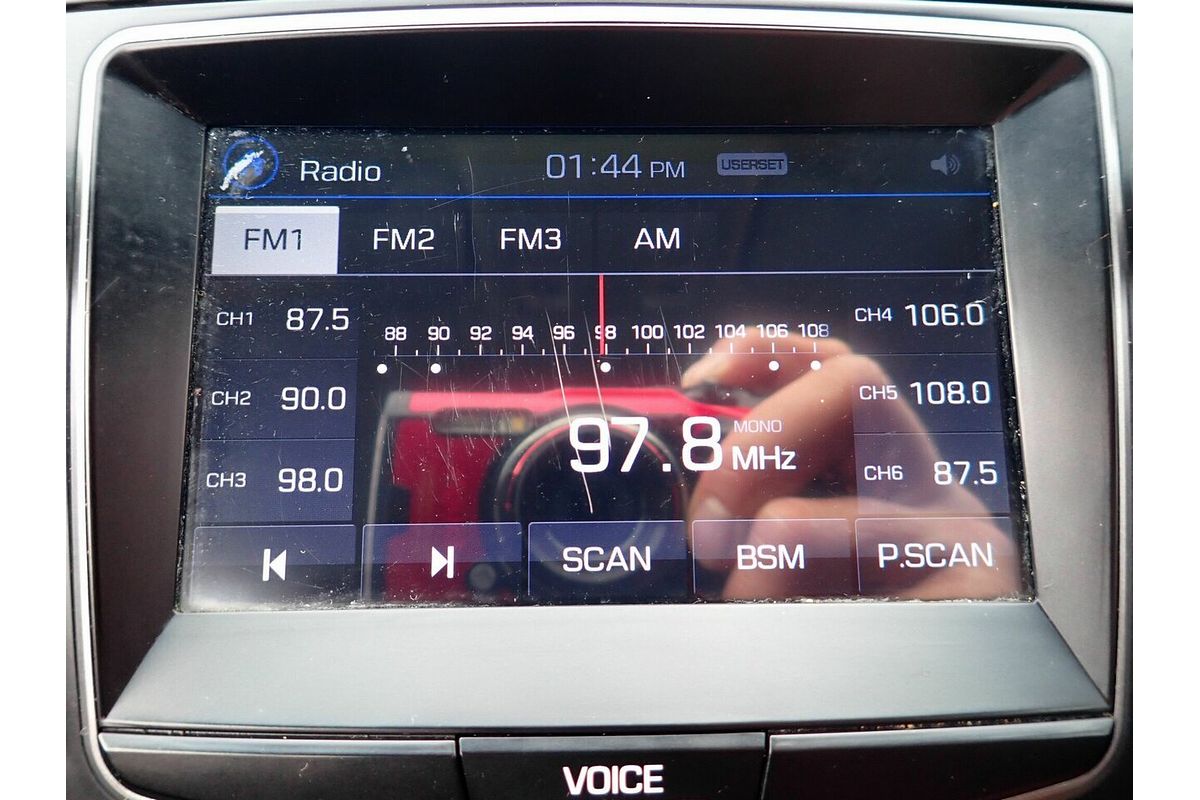 Radio 01:44 PM USERSET
FM1 FM2 FM3 AM
CH1 87.5
CH2 90.0
CH3 98.0
88 90 92 94 96 98 100 102 104 106 108
97.8 MONO MHz
CH4 106.0
CH5 108.0
CH6 87.5
SCAN BSM P.SCAN
VOICE